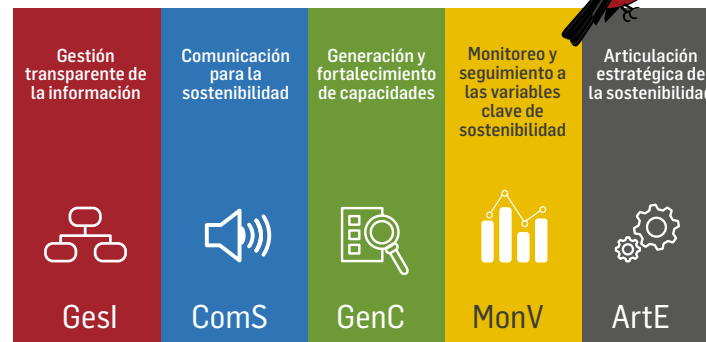 Gestión
transparente de
la información
Comunicación
para la
sostenibilidad
Generación y
fortalecimiento
de capacidades
Monitoreo y
seguimiento a
las variables
clave de
sostenibilidad
Articulación
estratégica de
la sostenibilidad
GesI
ComS
GenC
MonV
ArtE